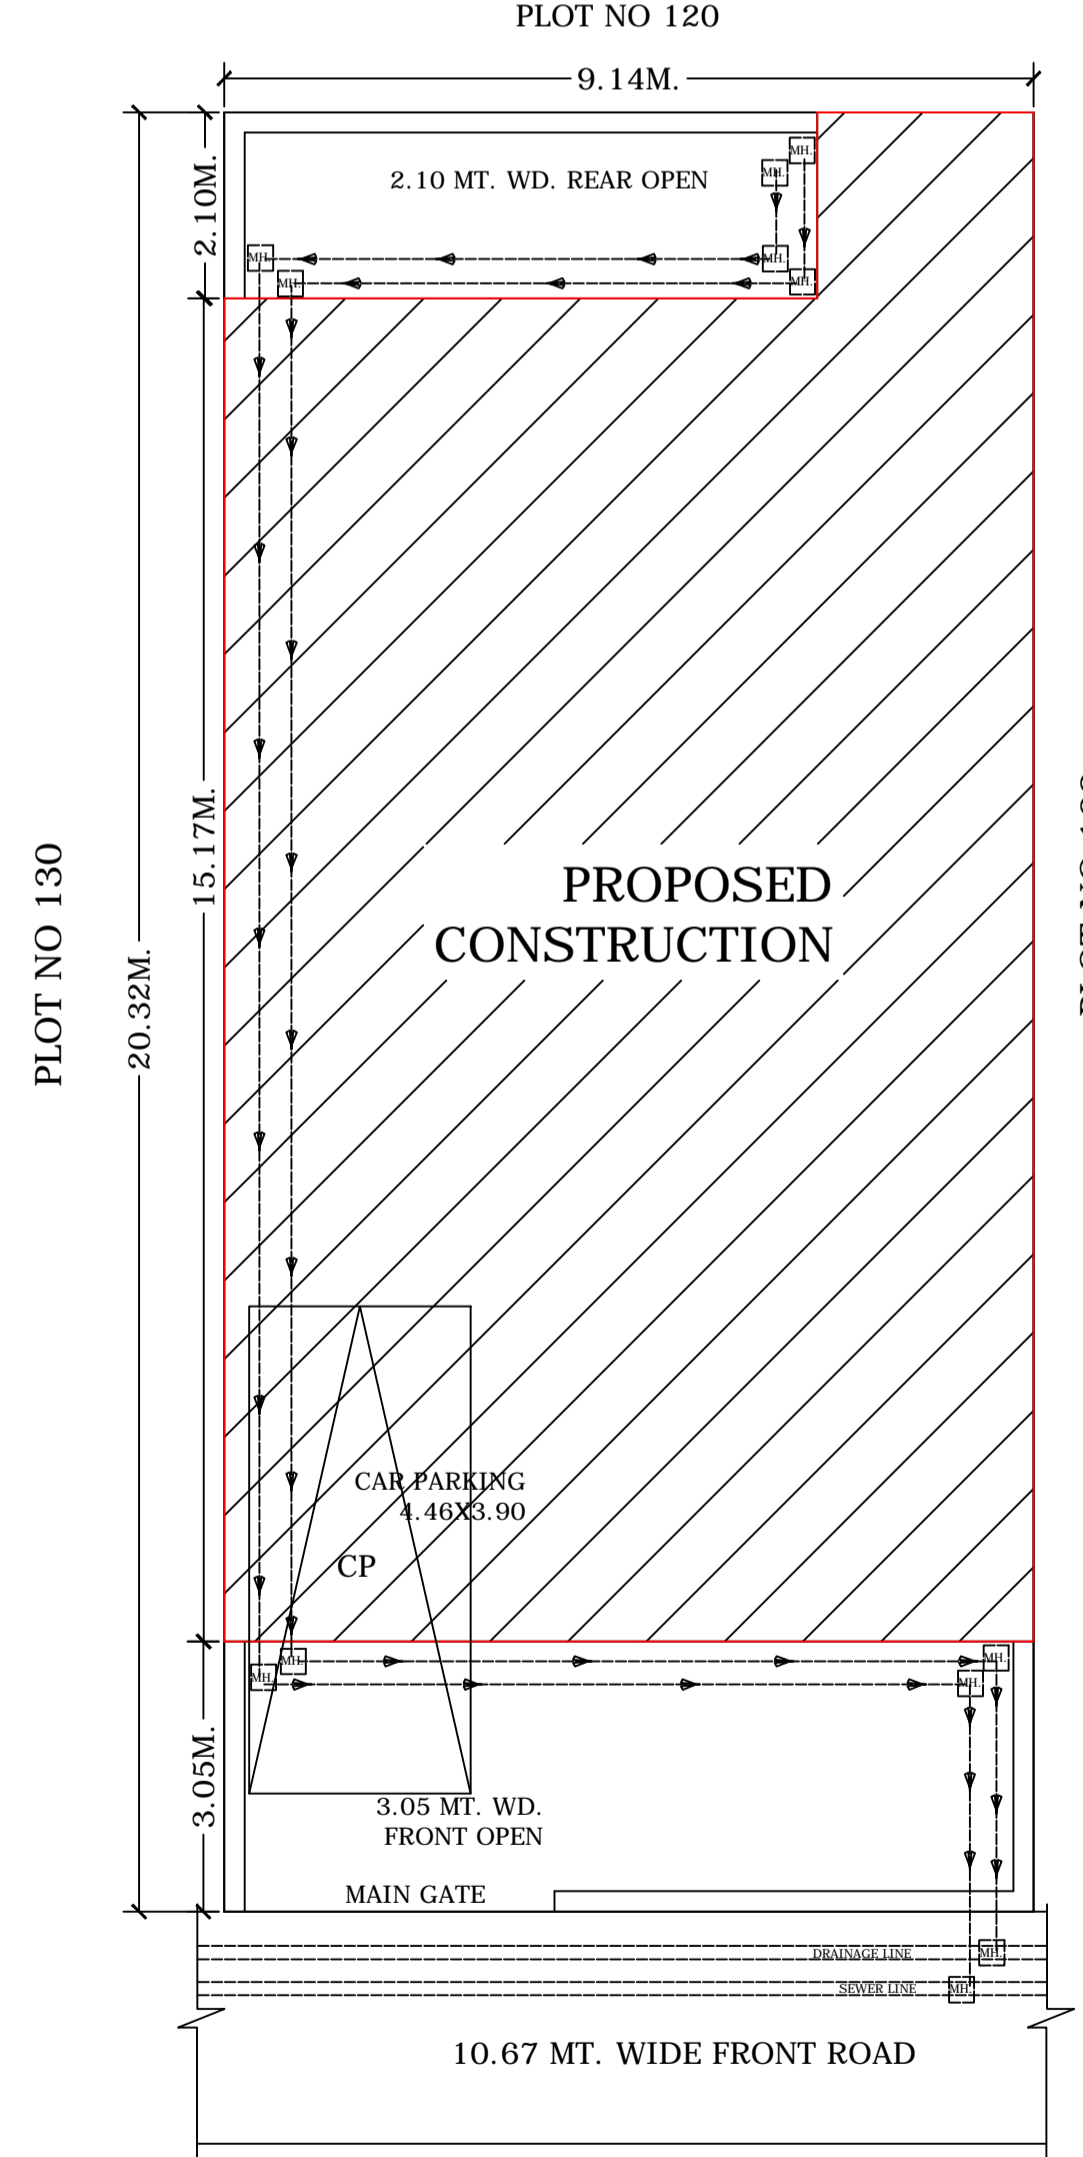 PLOT NO 120
9.14M.
2.10M.
2.10 MT. WD. REAR OPEN
MH.
MH.
MH.
MH.
MH.
MH.
15.17M.
20.32M.
PLOT NO 130
PROPOSED
CONSTRUCTION
CAR PARKING
4.46X3.90
CP
MH.
MH.
MH.
MH.
3.05M.
3.05 MT. WD.
FRONT OPEN
MAIN GATE
DRAINAGE LINE
MH.
SEWER LINE
MH.
10.67 MT. WIDE FRONT ROAD